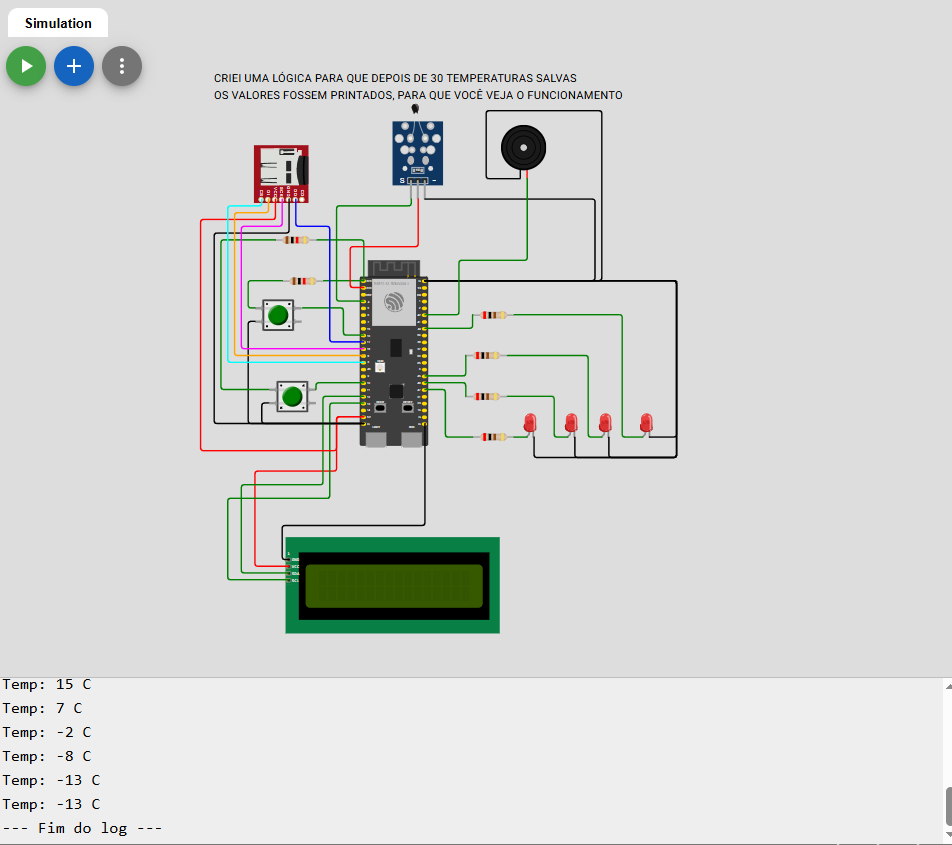 Simulation
CRIEI UMA LÓGICA PARA QUE DEPOIS DE 30 TEMPERATURAS SALVAS
OS VALORES FOSSEM PRINTADOS, PARA QUE VOCÊ VEJA O FUNCIONAMENTO
S
-
1
Temp: 15 C
Temp: 7 C
Temp: -2 C
Temp: -8 C
Temp: -13 C
Temp: -13 C
--- Fim do log ---